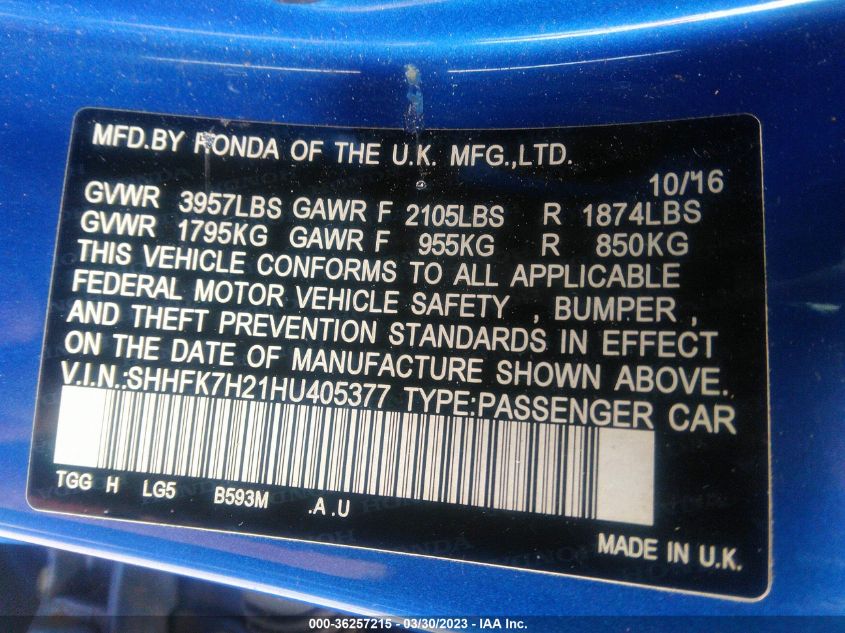 MFD.BY HONDA OF THE U.K. MFG.,LTD.
10/16
GVWR 3957LBS GAWR F 2105LBS R 1874LBS
GVWR 1795KG GAWR F 955KG R 850KG
THIS VEHICLE CONFORMS TO ALL APPLICABLE
FEDERAL MOTOR VEHICLE SAFETY , BUMPER ,
AND THEFT PREVENTION STANDARDS IN EFFECT
ON THE DATE OF MANUFACTURE SHOWN ABOVE.
V.I.N.:SHHFK7H21HU405377 TYPE:PASSENGER CAR
TGG H LG5 B593M .A.U
MADE IN U.K.
000-36257215 - 03/30/2023 - © IAA Inc.